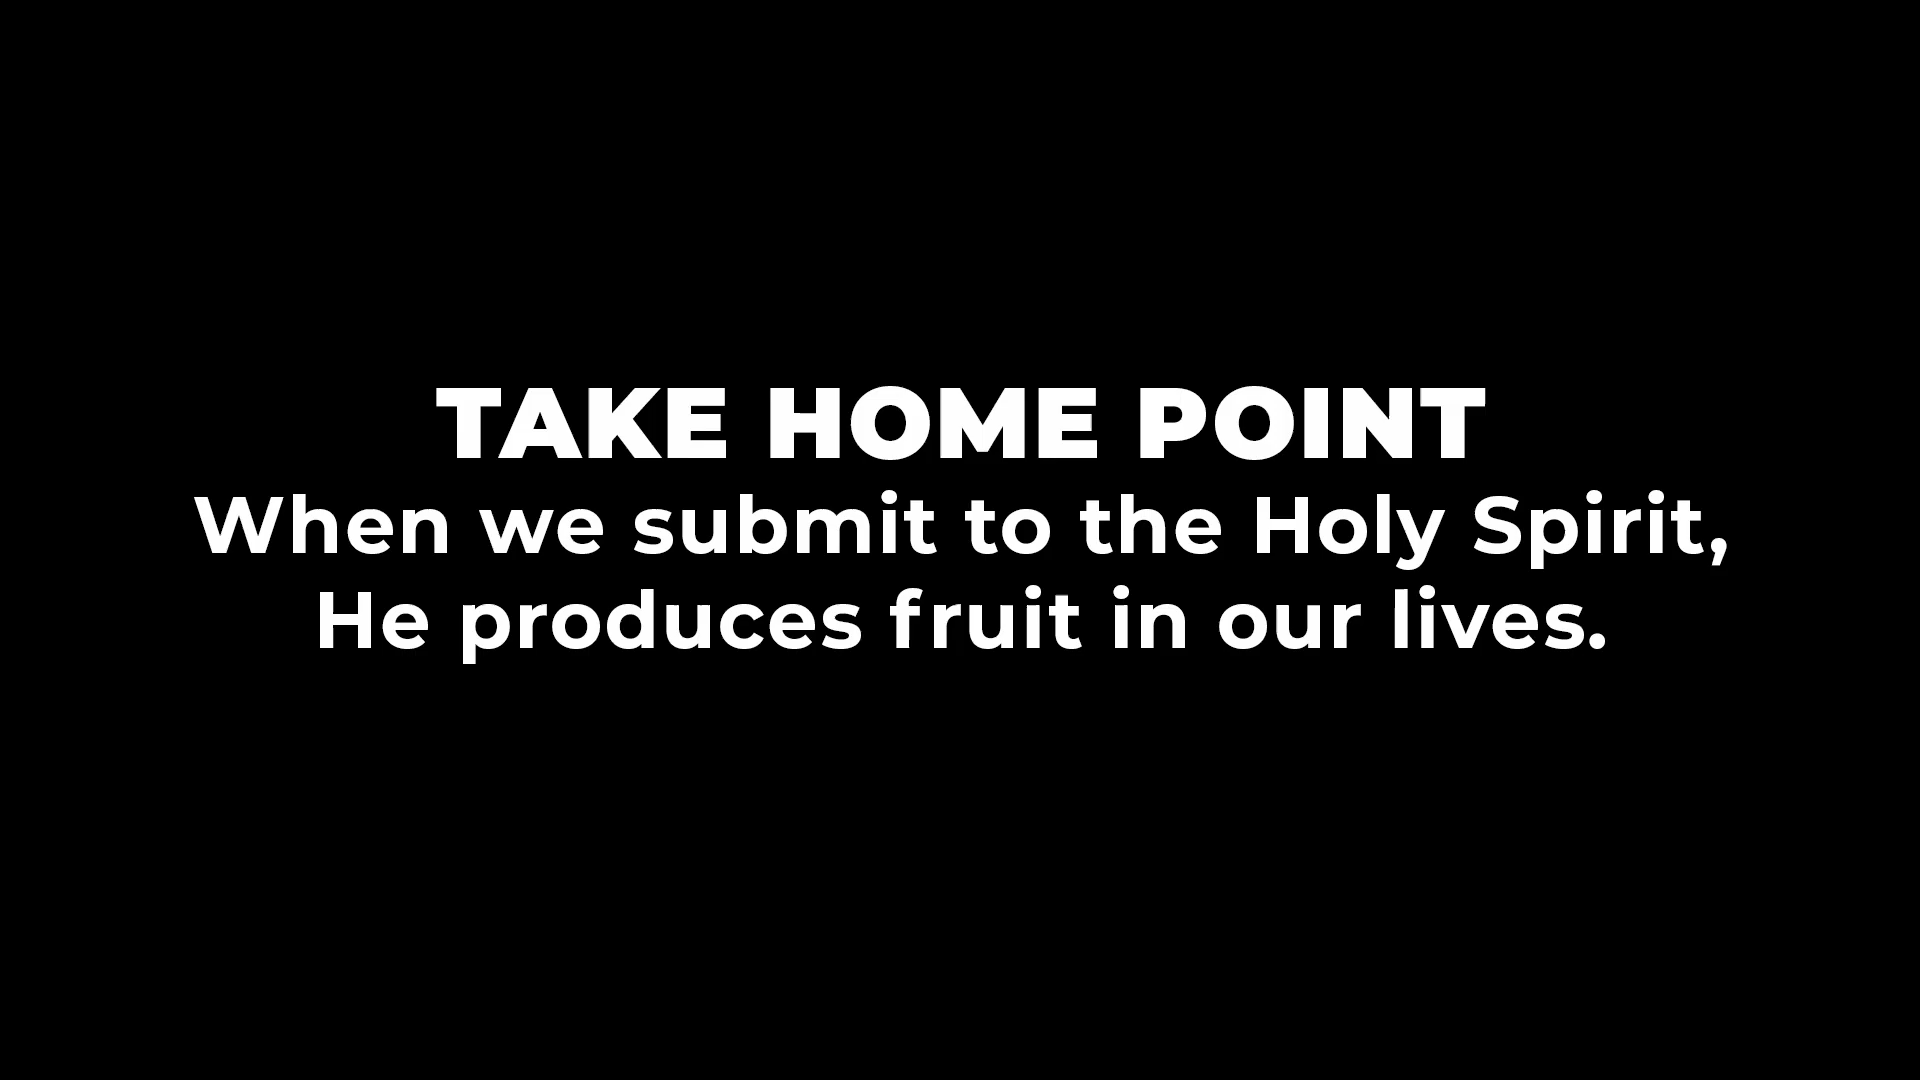 TAKE HOME POINT
When we submit to the Holy Spirit,
He produces fruit in our lives.